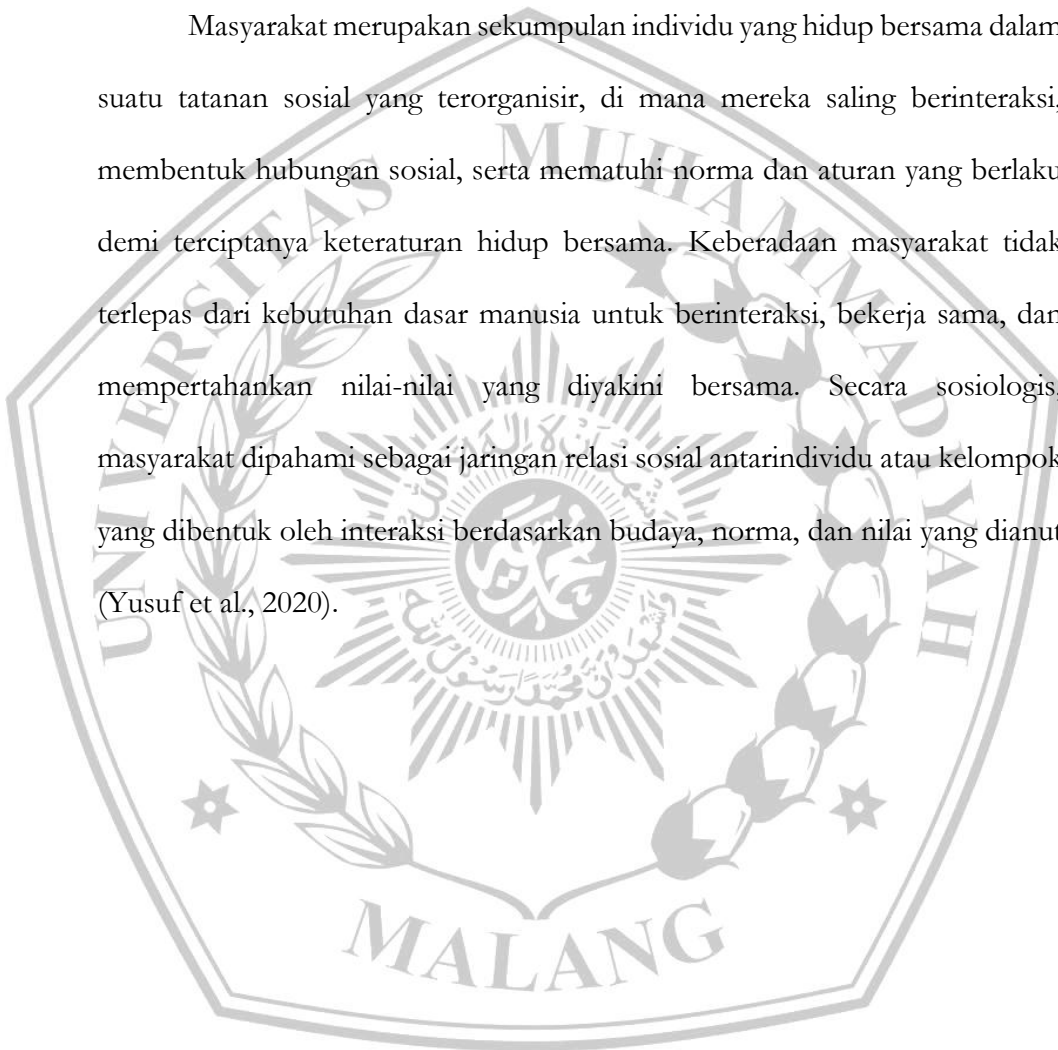 Masyarakat merupakan sekumpulan individu yang hidup bersama dalam
suatu tatanan sosial yang terorganisir, di mana mereka saling berinteraksi,
membentuk hubungan sosial, serta mematuhi norma dan aturan yang berlaku
demi terciptanya keteraturan hidup bersama. Keberadaan masyarakat tidak
terlepas dari kebutuhan dasar manusia untuk berinteraksi, bekerja sama, dan
mempertahankan nilai-nilai yang diyakini bersama. Secara sosiologis,
masyarakat dipahami sebagai jaringan relasi sosial antarindividu atau kelompok
yang dibentuk oleh interaksi berdasarkan budaya, norma, dan nilai yang dianut
(Yusuf et al., 2020).
UNIVERSITAS MUHAMMADIYAH
MALANG